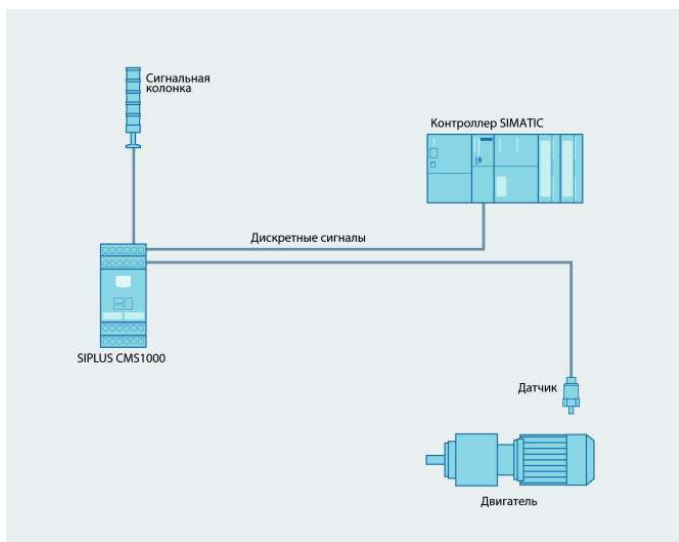 Сигнальная
колонка
Контроллер SIMATIC
Дискретные сигналы
SIPLUS CMS1000
Датчик
Двигатель